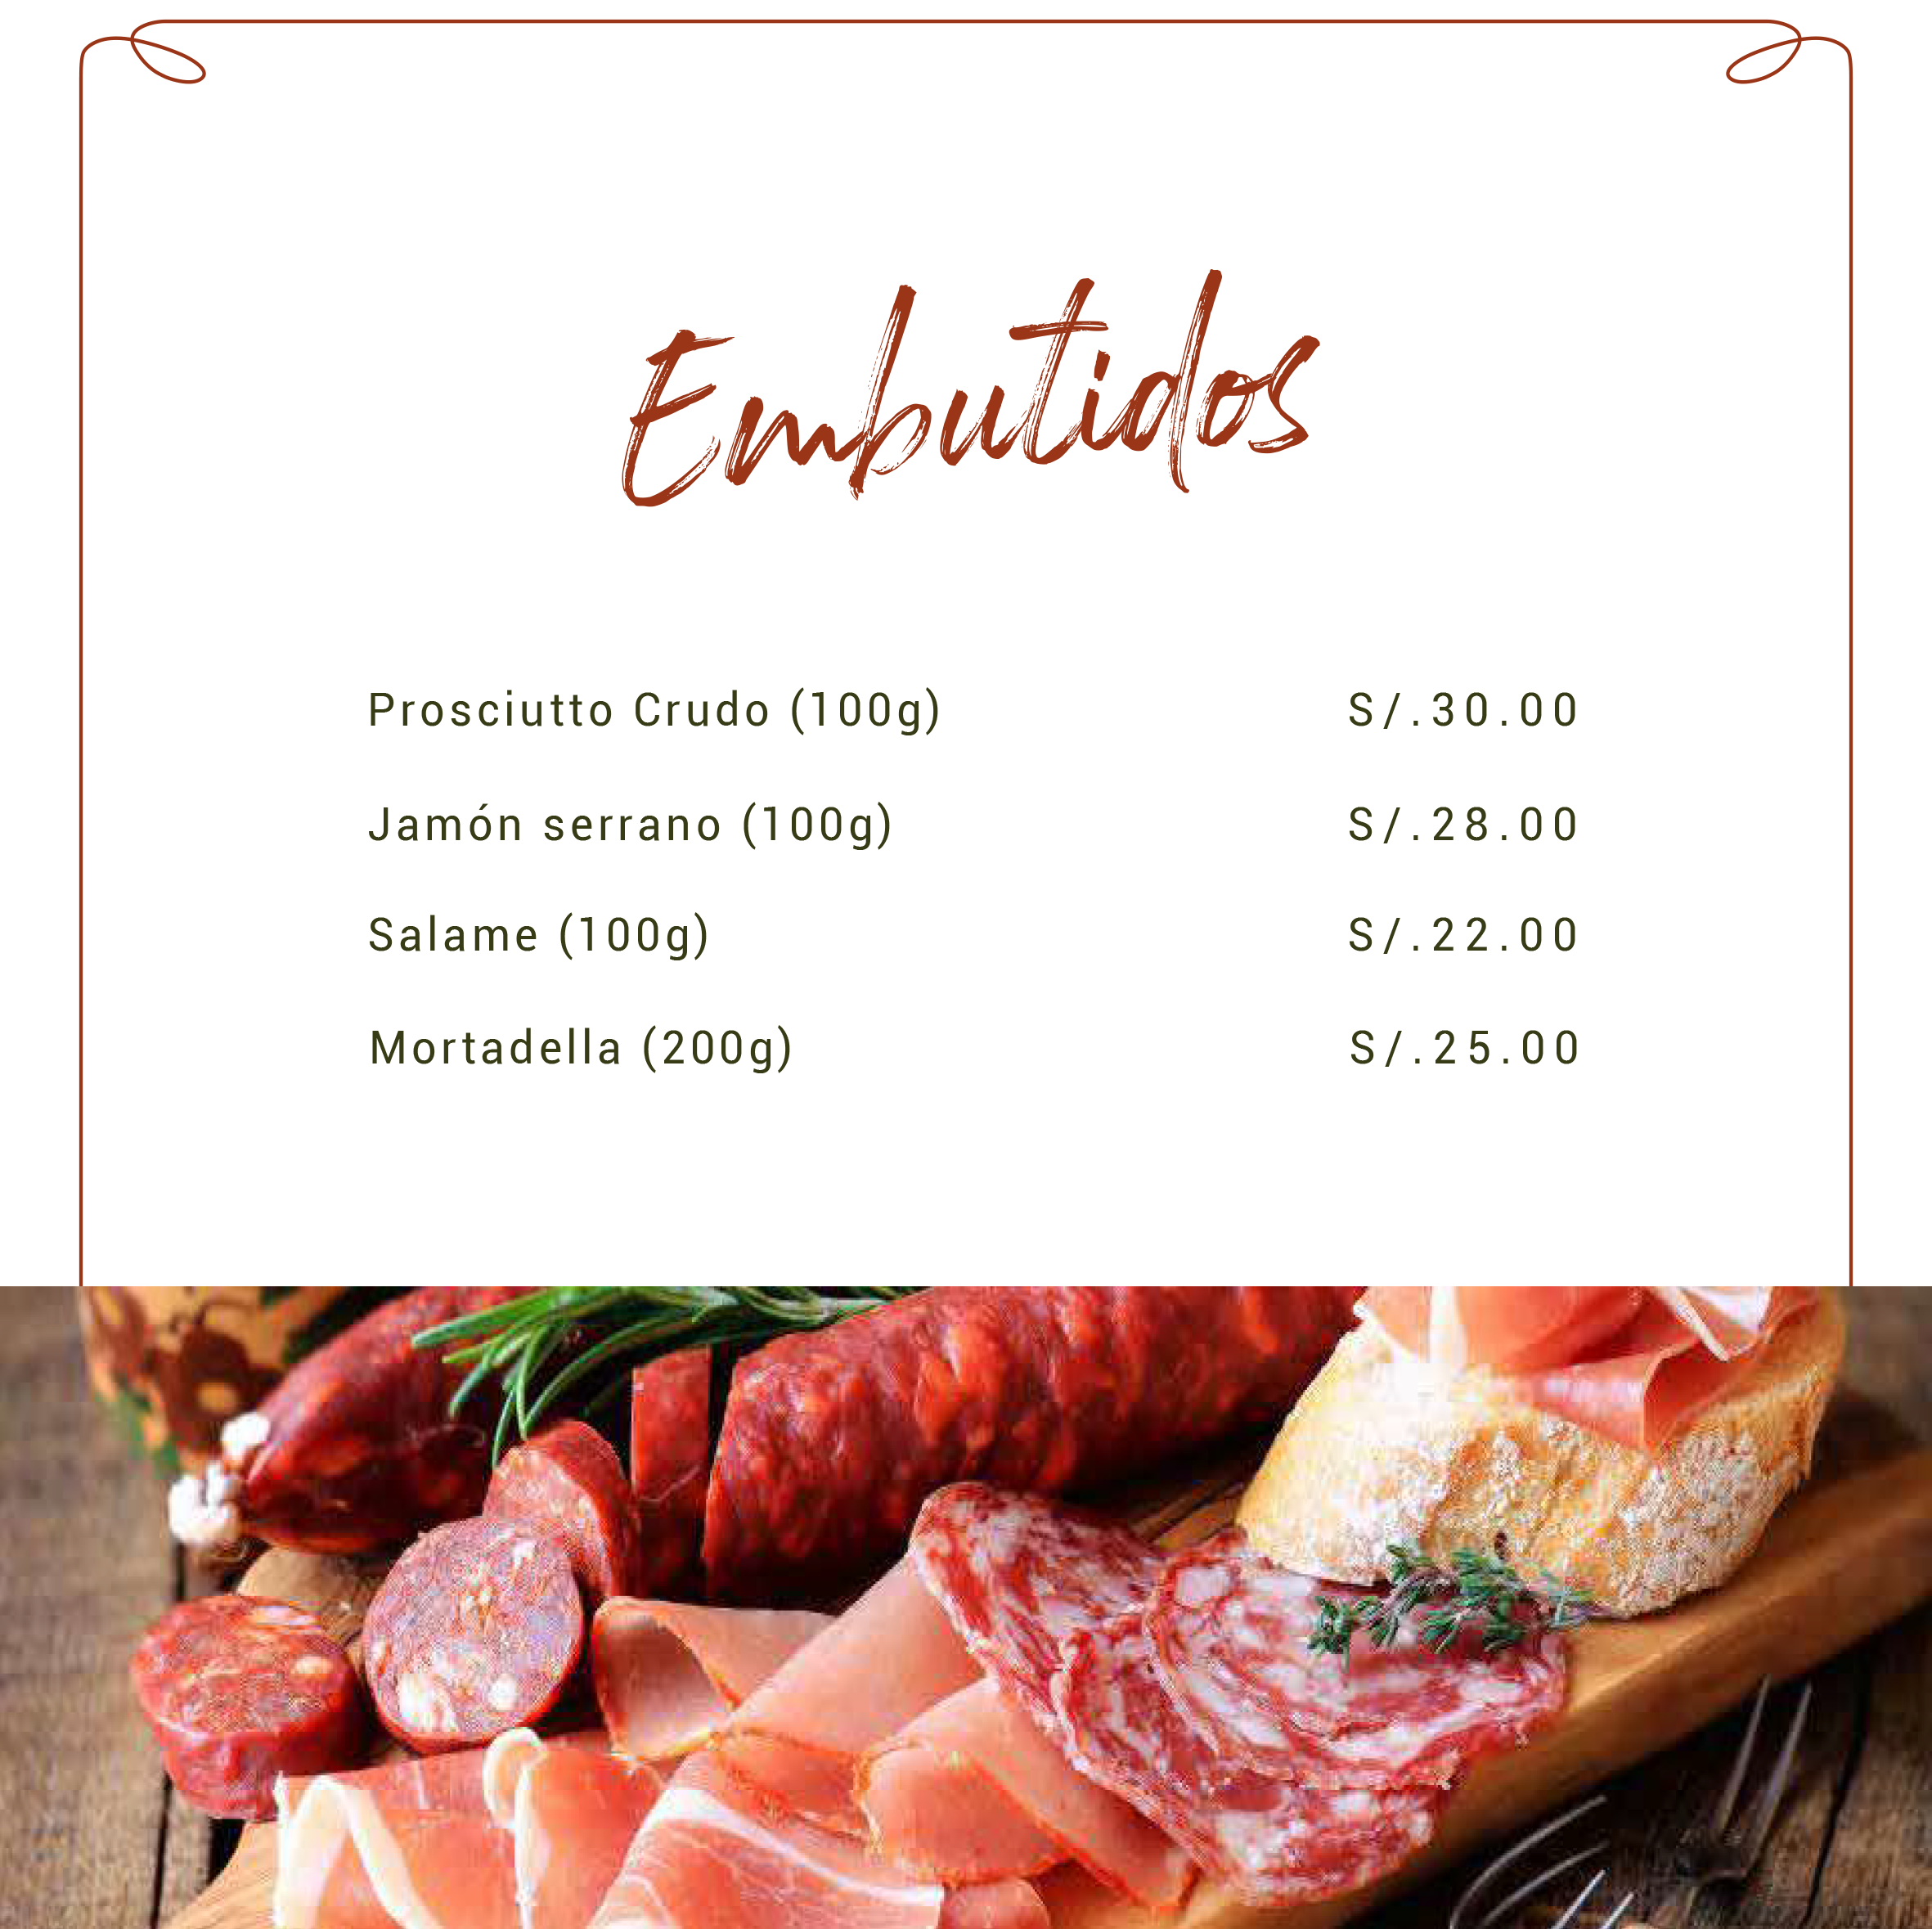 Embutidos
Prosciutto Crudo (100g) S/.30.00
Jamón serrano (100g) S/.28.00
Salame (100g) S/.22.00
Mortadella (200g) S/.25.00